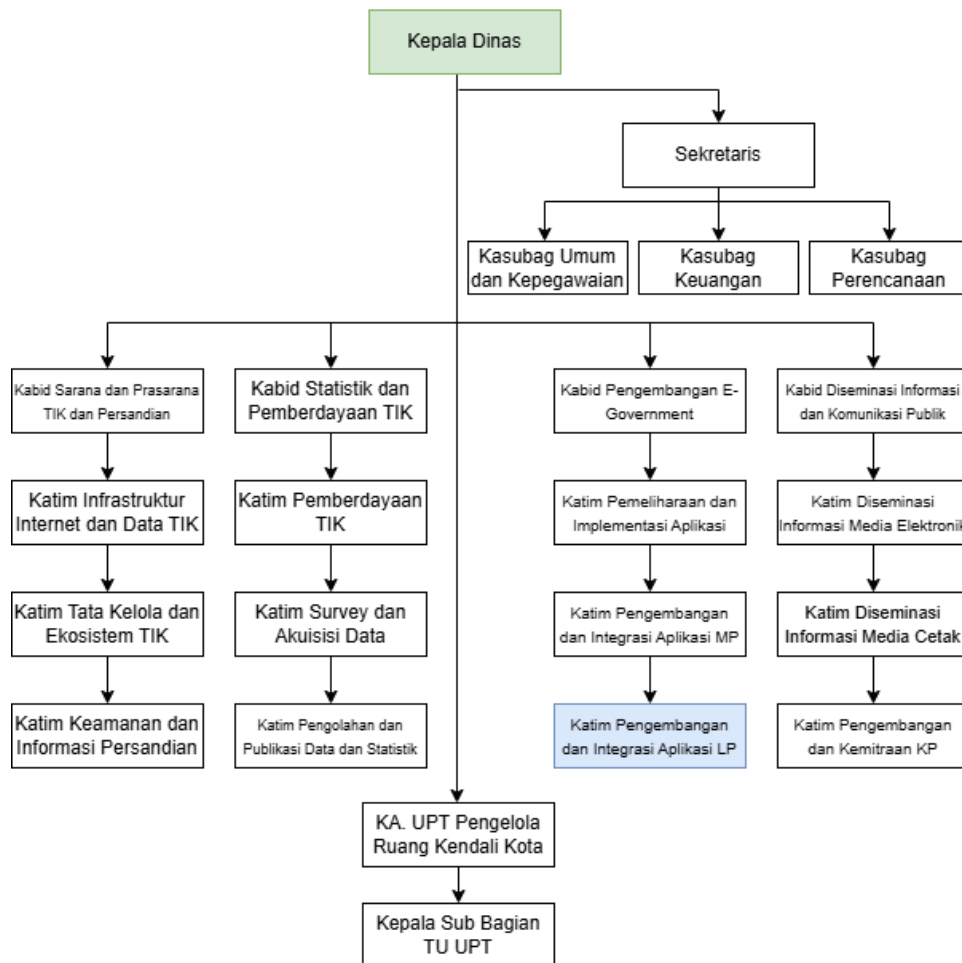 Kepala Dinas
Sekretaris
Kasubag Umum
dan Kepegawaian
Kasubag
Keuangan
Kasubag
Perencanaan
Kabid Sarana dan Prasarana
TIK dan Persandian
Kabid Statistik dan
Pemberdayaan TIK
Kabid Pengembangan E-
Government
Kabid Diseminasi Informasi
dan Komunikasi Publik
Katim Infrastruktur
Internet dan Data TIK
Katim Pemberdayaan
TIK
Katim Pemeliharaan dan
Implementasi Aplikasi
Katim Diseminasi
Informasi Media Elektronik
Katim Tata Kelola dan
Ekosistem TIK
Katim Survey dan
Akuisisi Data
Katim Pengembangan
dan Integrasi Aplikasi MP
Katim Diseminasi
Informasi Media Cetak
Katim Keamanan dan
Informasi Persandian
Katim Pengolahan dan
Publikasi Data dan Statistik
Katim Pengembangan
dan Integrasi Aplikasi LP
Katim Pengembangan
dan Kemitraan KP
KA. UPT Pengelola
Ruang Kendali Kota
Kepala Sub Bagian
TU UPT